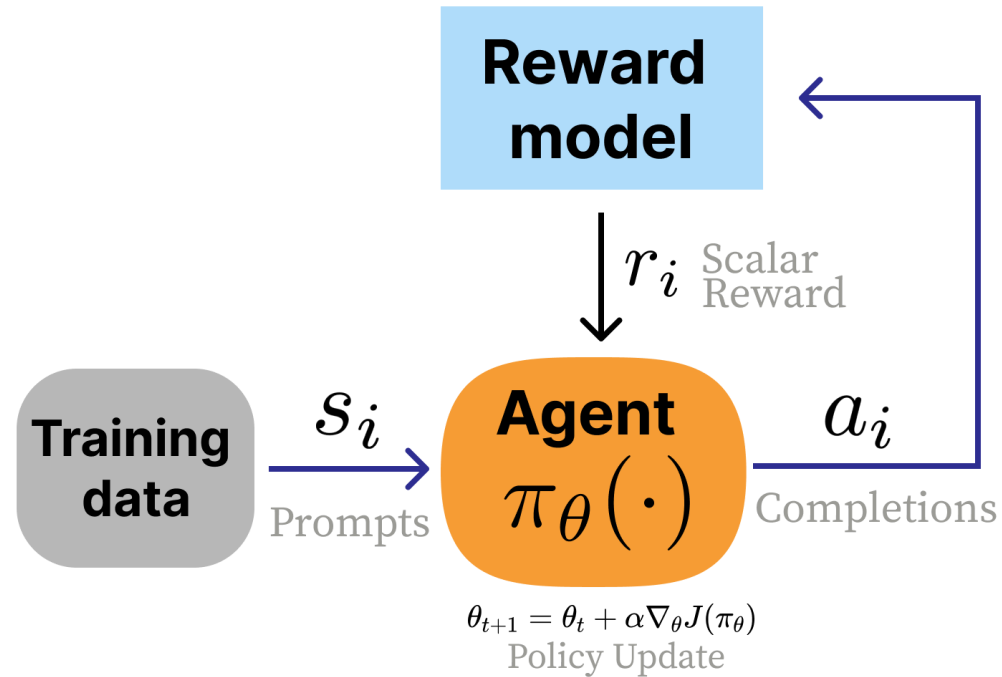 Reward
model
r_i Scalar
Reward
Training
data
s_i
Prompts
Agent
π_θ(·)
a_i
Completions
θ_{t+1} = θ_t + α∇_θJ(π_θ)
Policy Update